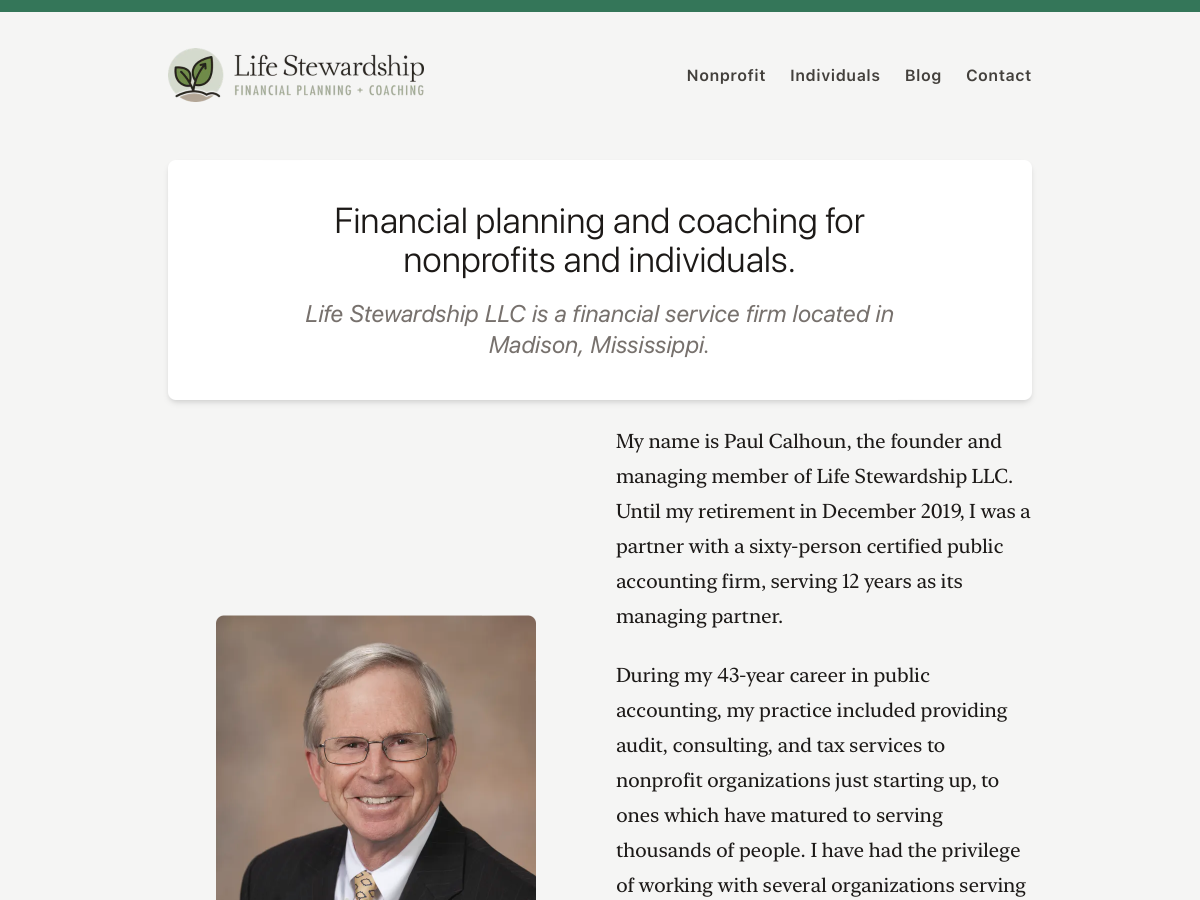 Life Stewardship
FINANCIAL PLANNING + COACHING
Nonprofit Individuals Blog Contact
Financial planning and coaching for
nonprofits and individuals.
Life Stewardship LLC is a financial service firm located in
Madison, Mississippi.
My name is Paul Calhoun, the founder and
managing member of Life Stewardship LLC.
Until my retirement in December 2019, I was a
partner with a sixty-person certified public
accounting firm, serving 12 years as its
managing partner.
During my 43-year career in public
accounting, my practice included providing
audit, consulting, and tax services to
nonprofit organizations just starting up, to
ones which have matured to serving
thousands of people. I have had the privilege
of working with several organizations serving